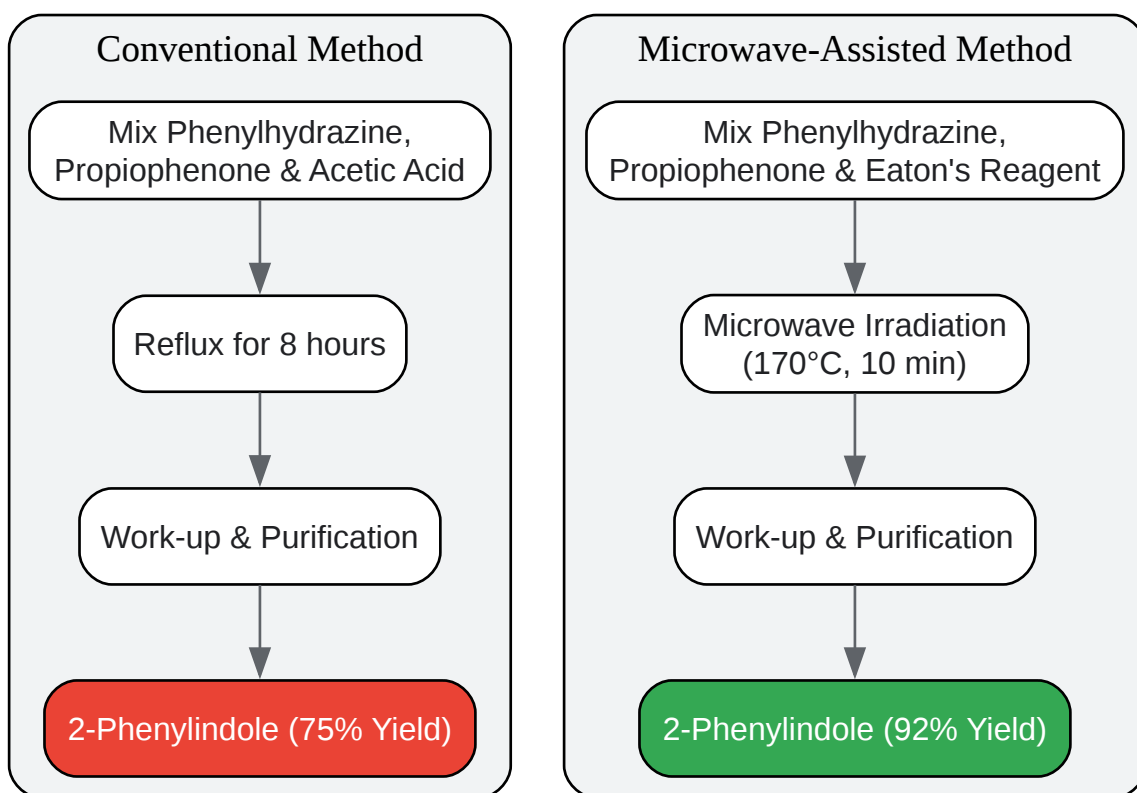 Conventional Method
Mix Phenylhydrazine,
Propiophenone & Acetic Acid
Reflux for 8 hours
Work-up & Purification
2-Phenylindole (75% Yield)
Microwave-Assisted Method
Mix Phenylhydrazine,
Propiophenone & Eaton's Reagent
Microwave Irradiation
(170°C, 10 min)
Work-up & Purification
2-Phenylindole (92% Yield)